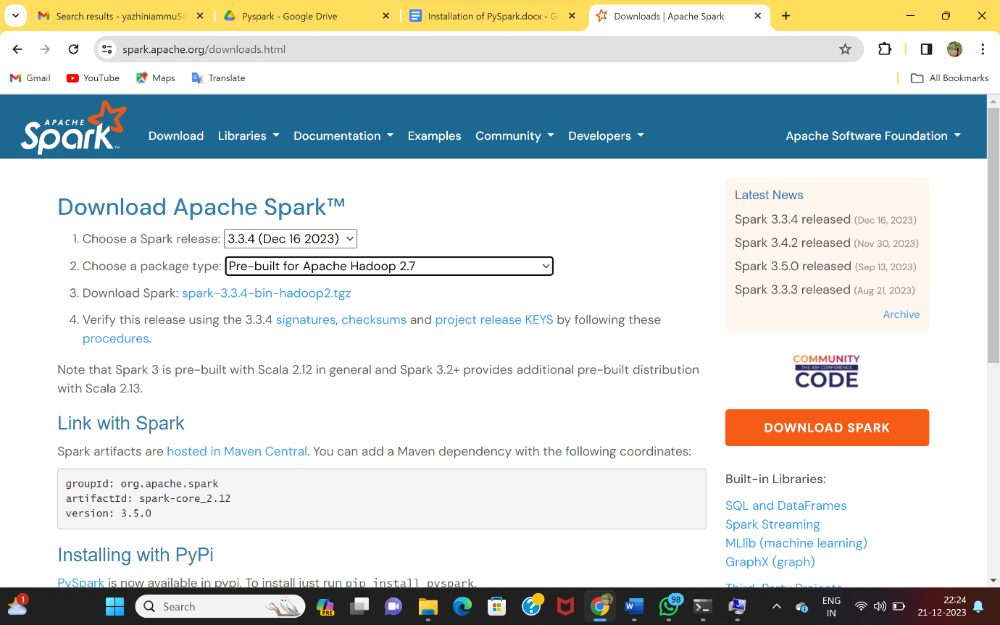 Search results - yazhiniammu5
Pyspark - Google Drive
Installation of PySpark.docx - G
Downloads | Apache Spark
spark.apache.org/downloads.html
Gmail
YouTube
Maps
Translate
All Bookmarks
APACHE
Spark™
Download
Libraries
Documentation
Examples
Community
Developers
Apache Software Foundation
Download Apache Spark™
1. Choose a Spark release: 3.3.4 (Dec 16 2023)
2. Choose a package type: Pre-built for Apache Hadoop 2.7
3. Download Spark: spark-3.3.4-bin-hadoop2.tgz
4. Verify this release using the 3.3.4 signatures, checksums and project release KEYS by following these
procedures.
Note that Spark 3 is pre-built with Scala 2.12 in general and Spark 3.2+ provides additional pre-built distribution
with Scala 2.13.
Link with Spark
Spark artifacts are hosted in Maven Central. You can add a Maven dependency with the following coordinates:
groupId: org.apache.spark
artifactId: spark-core_2.12
version: 3.5.0
Installing with PyPi
PySpark is now available in pypi. To install just run pip install pyspark.
Latest News
Spark 3.3.4 released (Dec 16, 2023)
Spark 3.4.2 released (Nov 30, 2023)
Spark 3.5.0 released (Sep 13, 2023)
Spark 3.3.3 released (Aug 21, 2023)
Archive
COMMUNITY
THE ASF CONFERENCE
CODE
DOWNLOAD SPARK
Built-in Libraries:
SQL and DataFrames
Spark Streaming
MLlib (machine learning)
GraphX (graph)
Third-Party Projects
1
Search
PRE
98
ENG
IN
22:24
21-12-2023